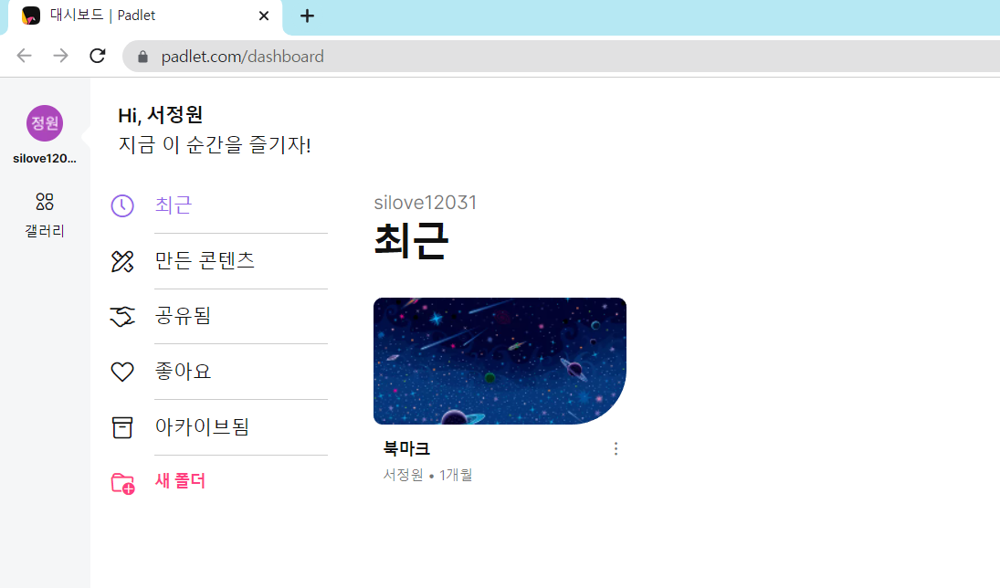 대시보드 | Padlet
padlet.com/dashboard
정원
silove120...
갤러리
Hi, 서정원
지금 이 순간을 즐기자!
최근
만든 콘텐츠
공유됨
좋아요
아카이브됨
새 폴더
silove12031
최근
북마크
서정원 • 1개월